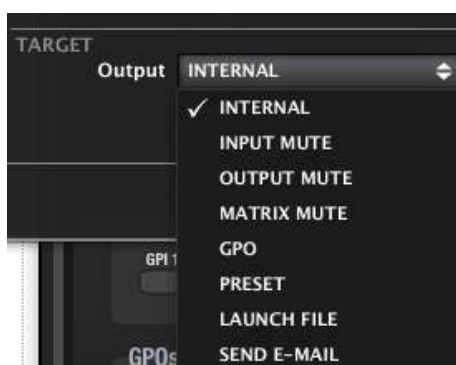 TARGET
Output INTERNAL
✓ INTERNAL
INPUT MUTE
OUTPUT MUTE
MATRIX MUTE
GPO
GPI 1
PRESET
LAUNCH FILE
GPOs
SEND E-MAIL